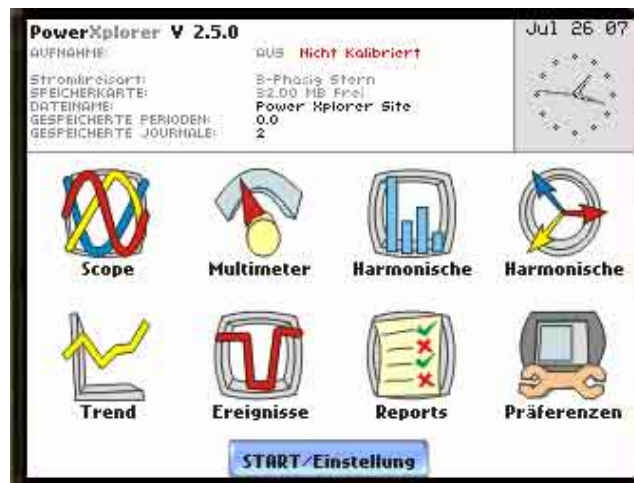 PowerXplorer V 2.5.0
Jul 26 07
AUFNAHME: AUS Nicht Kalibriert
Stromkreisart: 3-Phasig Stern
SPEICHERKARTE: 32.00 MB Frei
DATEINAME: Power Xplorer Site
GESPEICHERTE PERIODEN: 0.0
GESPEICHERTE JOURNALE: 2
Scope
Multimeter
Harmonische
Harmonische
Trend
Ereignisse
Reports
Präferenzen
START/Einstellung